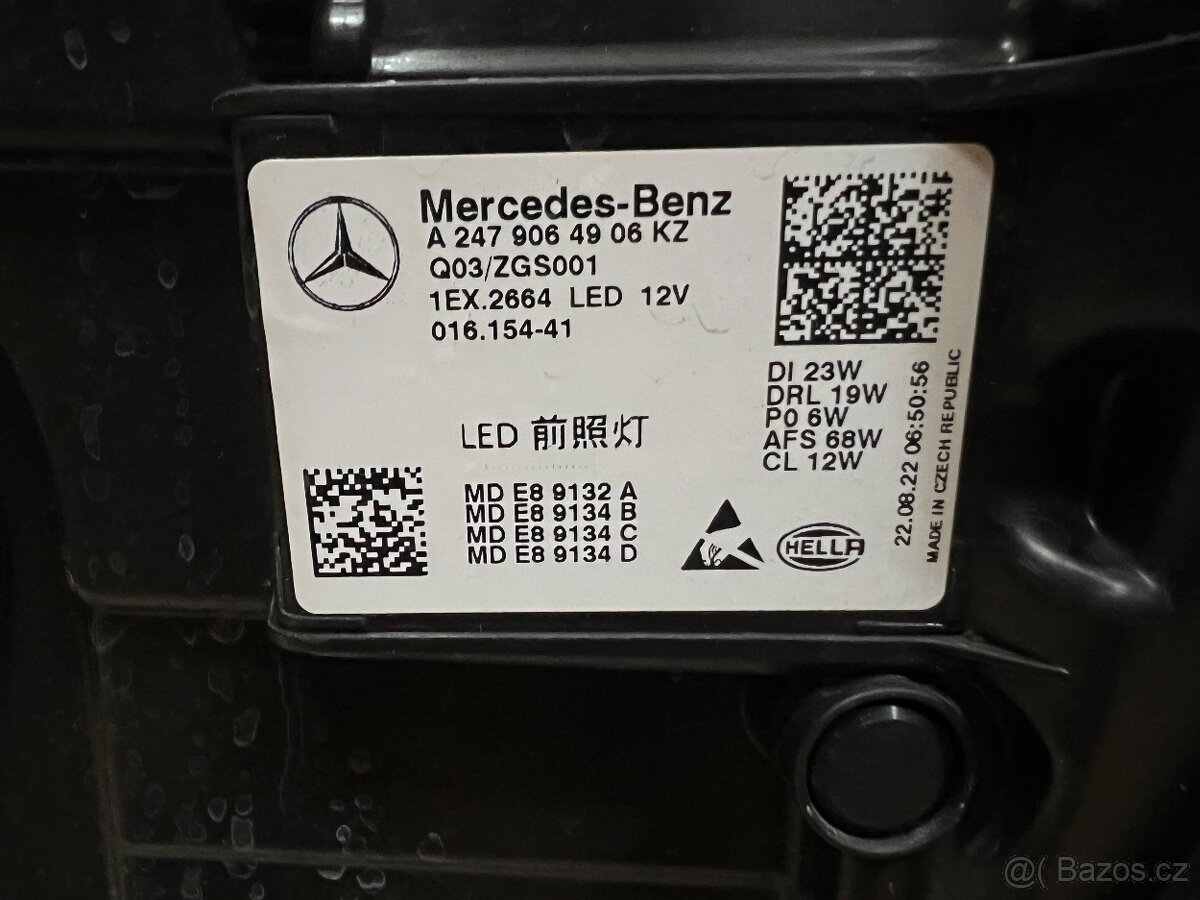 Mercedes-Benz
A 247 906 49 06 KZ
Q03/ZGS001
1EX.2664 LED 12V
016.154-41
DI 23W
DRL 19W
PO 6W
AFS 68W
CL 12W
LED 前照灯
MD E8 9132 A
MD E8 9134 B
MD E8 9134 C
MD E8 9134 D
HELLA
22.08.22 06:50:56
MADE IN CZECH REPUBLIC
@( Bazos.cz